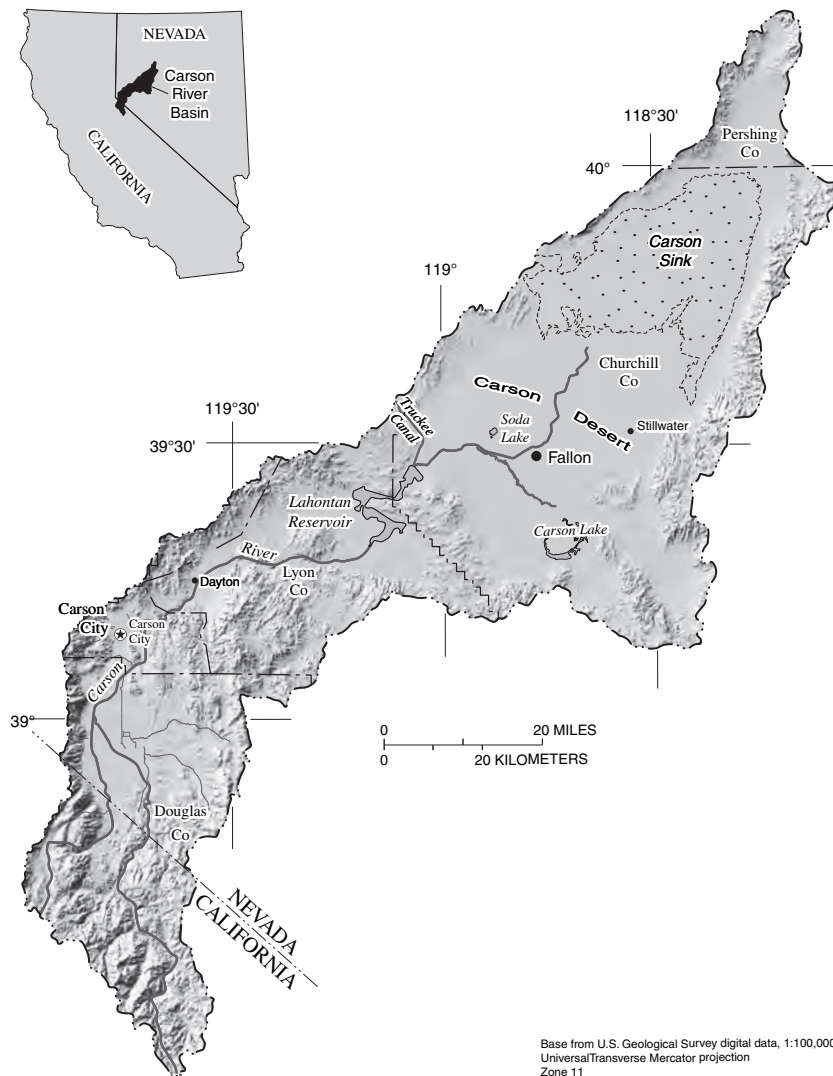 NEVADA
Carson
River
Basin
CALIFORNIA
118°30'
Pershing
Co
40°
Carson
Sink
119°
Churchill
Co
Carson
Desert
Truckee
Canal
Soda
Lake
Stillwater
119°30'
39°30'
Fallon
Lahontan
Reservoir
Carson Lake
River
Lyon
Co
Dayton
Carson
City
Carson
City
Carson
39°
0 20 MILES
0 20 KILOMETERS
Douglas
Co
NEVADA
CALIFORNIA
Base from U.S. Geological Survey digital data, 1:100,000
UniversalTransverse Mercator projection
Zone 11